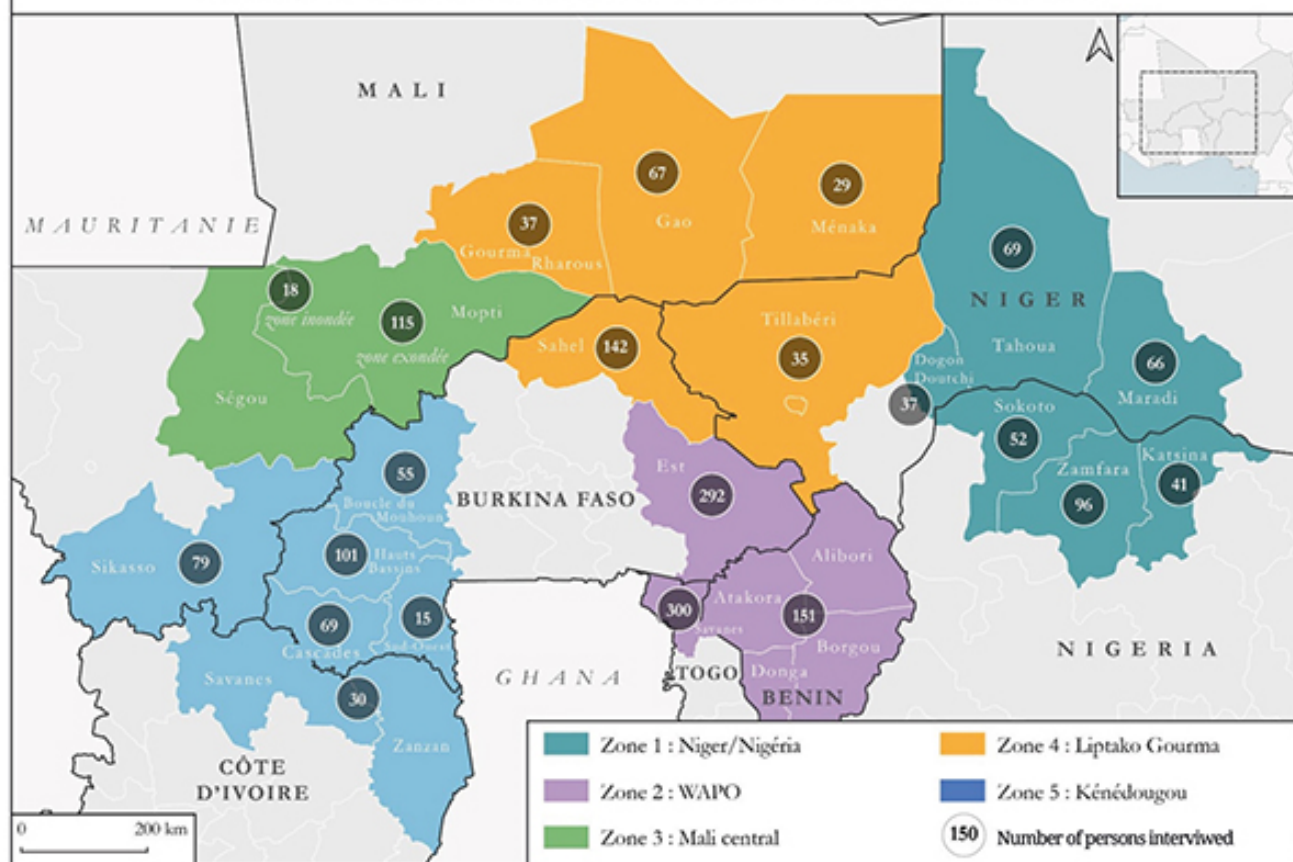 MALI
MAURITANIE
67
Gao
29
Ménaka
37
Gourma
Rharous
69
NIGER
Tahoua
18
zone inondée
115
zone exondée
Mopti
Ségou
Sahel
142
Tillabéri
35
Dogon
Doutchi
37
66
Maradi
Sokoto
52
Katsina
41
Zamfara
96
55
Boucle du
Mouhoun
BURKINA FASO
Est
292
Sikasso
79
101
Hauts
Bassins
Alibori
69
Cascades
15
Sud-Ouest
300
Atakora
Savanes
151
Borgou
Donga
BENIN
TOGO
GHANA
NIGERIA
Savanes
30
Zanzan
CÔTE
D'IVOIRE
0 200 km
Zone 1 : Niger/Nigéria
Zone 2 : WAPO
Zone 3 : Mali central
Zone 4 : Liptako Gourma
Zone 5 : Kénédougou
150 Number of persons interviwed